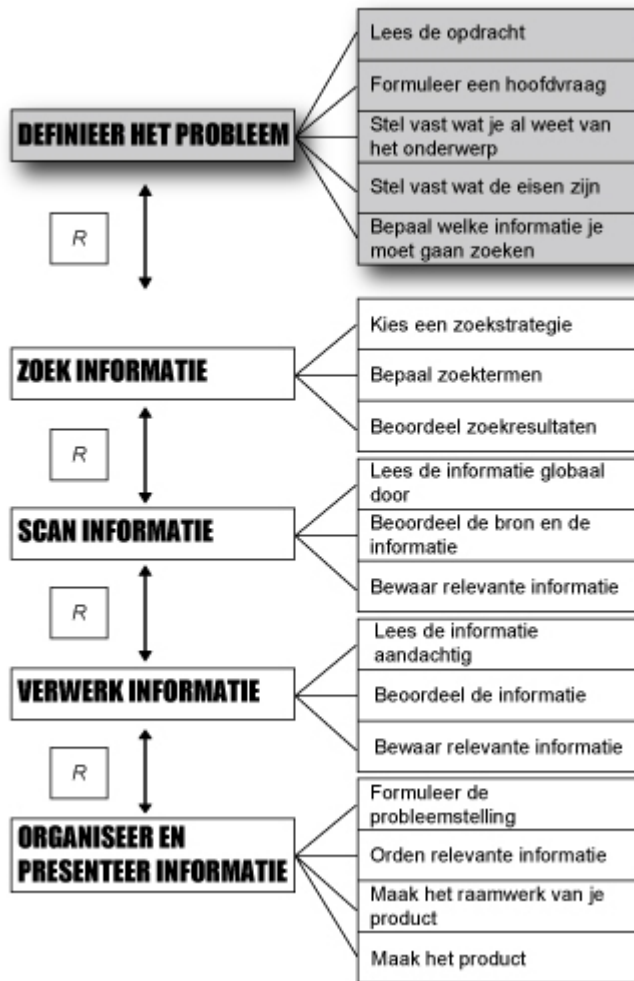 DEFINIEER HET PROBLEEM
Lees de opdracht
Formuleer een hoofdvraag
Stel vast wat je al weet van
het onderwerp
Stel vast wat de eisen zijn
Bepaal welke informatie je
moet gaan zoeken
R
ZOEK INFORMATIE
Kies een zoekstrategie
Bepaal zoektermen
Beoordeel zoekresultaten
R
SCAN INFORMATIE
Lees de informatie globaal
door
Beoordeel de bron en de
informatie
Bewaar relevante informatie
R
VERWERK INFORMATIE
Lees de informatie
aandachtig
Beoordeel de informatie
Bewaar relevante informatie
R
ORGANISEER EN
PRESENTEER INFORMATIE
Formuleer de
probleemstelling
Orden relevante informatie
Maak het raamwerk van je
product
Maak het product